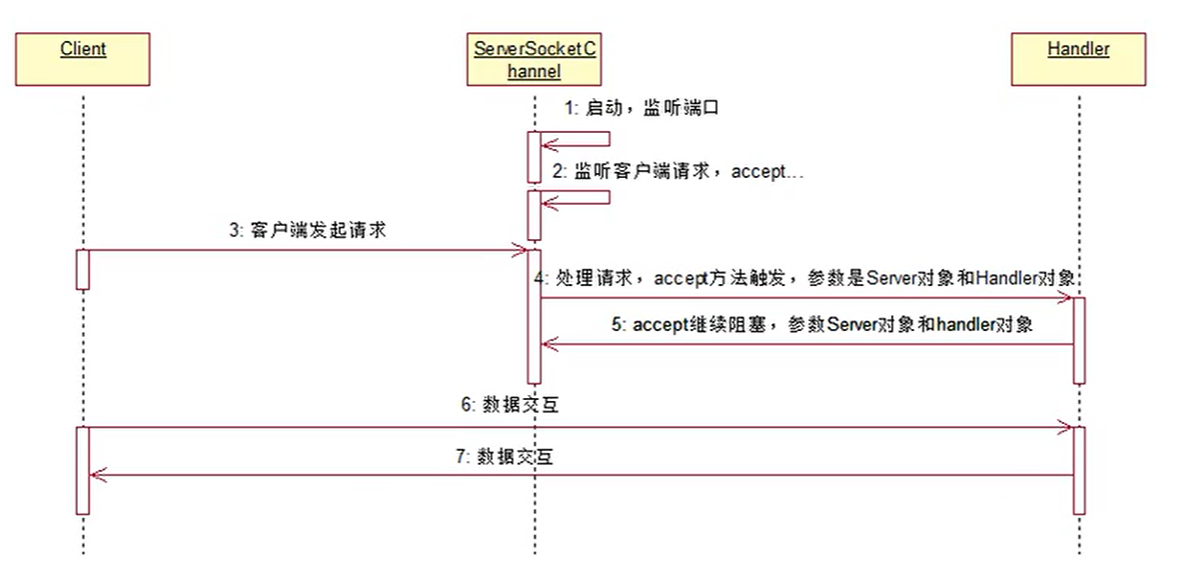 Client
ServerSocketC
hannel
Handler
1: 启动，监听端口
2: 监听客户端请求，accept...
3: 客户端发起请求
4: 处理请求，accept方法触发，参数是Server对象和Handler对象
5: accept继续阻塞，参数Server对象和handler对象
6: 数据交互
7: 数据交互